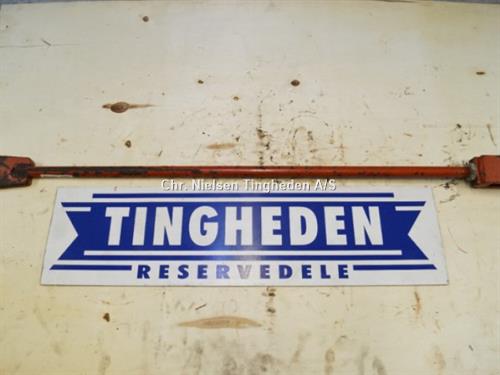 Chr. Nielsen Tingheden A/S
TINGHEDEN
RESERVEDELE